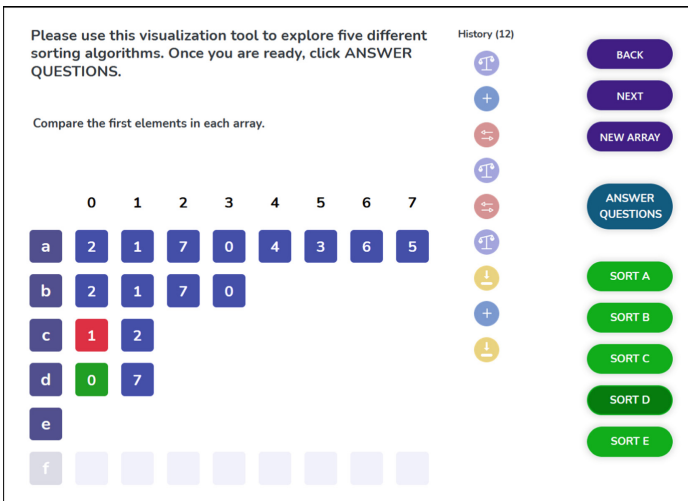 Please use this visualization tool to explore five different
sorting algorithms. Once you are ready, click ANSWER
QUESTIONS.
Compare the first elements in each array.
0 1 2 3 4 5 6 7
a 2 1 7 0 4 3 6 5
b 2 1 7 0
c 1 2
d 0 7
e
f
History (12)
+
+
BACK
NEXT
NEW ARRAY
ANSWER
QUESTIONS
SORT A
SORT B
SORT C
SORT D
SORT E